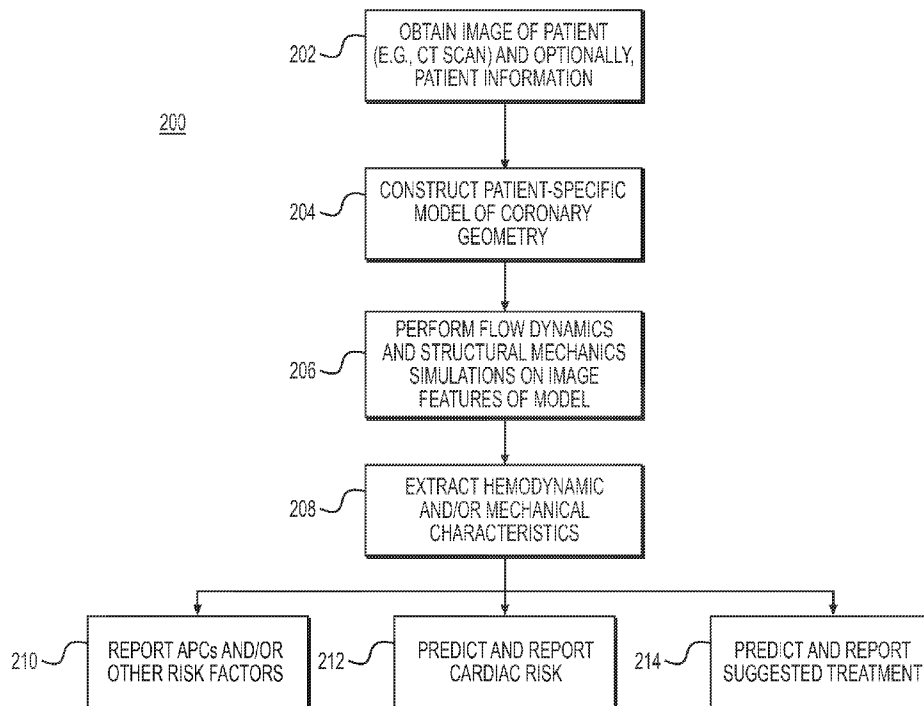 202
OBTAIN IMAGE OF PATIENT
(E.G., CT SCAN) AND OPTIONALLY,
PATIENT INFORMATION
200
204
CONSTRUCT PATIENT-SPECIFIC
MODEL OF CORONARY
GEOMETRY
206
PERFORM FLOW DYNAMICS
AND STRUCTURAL MECHANICS
SIMULATIONS ON IMAGE
FEATURES OF MODEL
208
EXTRACT HEMODYNAMIC
AND/OR MECHANICAL
CHARACTERISTICS
210
REPORT APCs AND/OR
OTHER RISK FACTORS
212
PREDICT AND REPORT
CARDIAC RISK
214
PREDICT AND REPORT
SUGGESTED TREATMENT